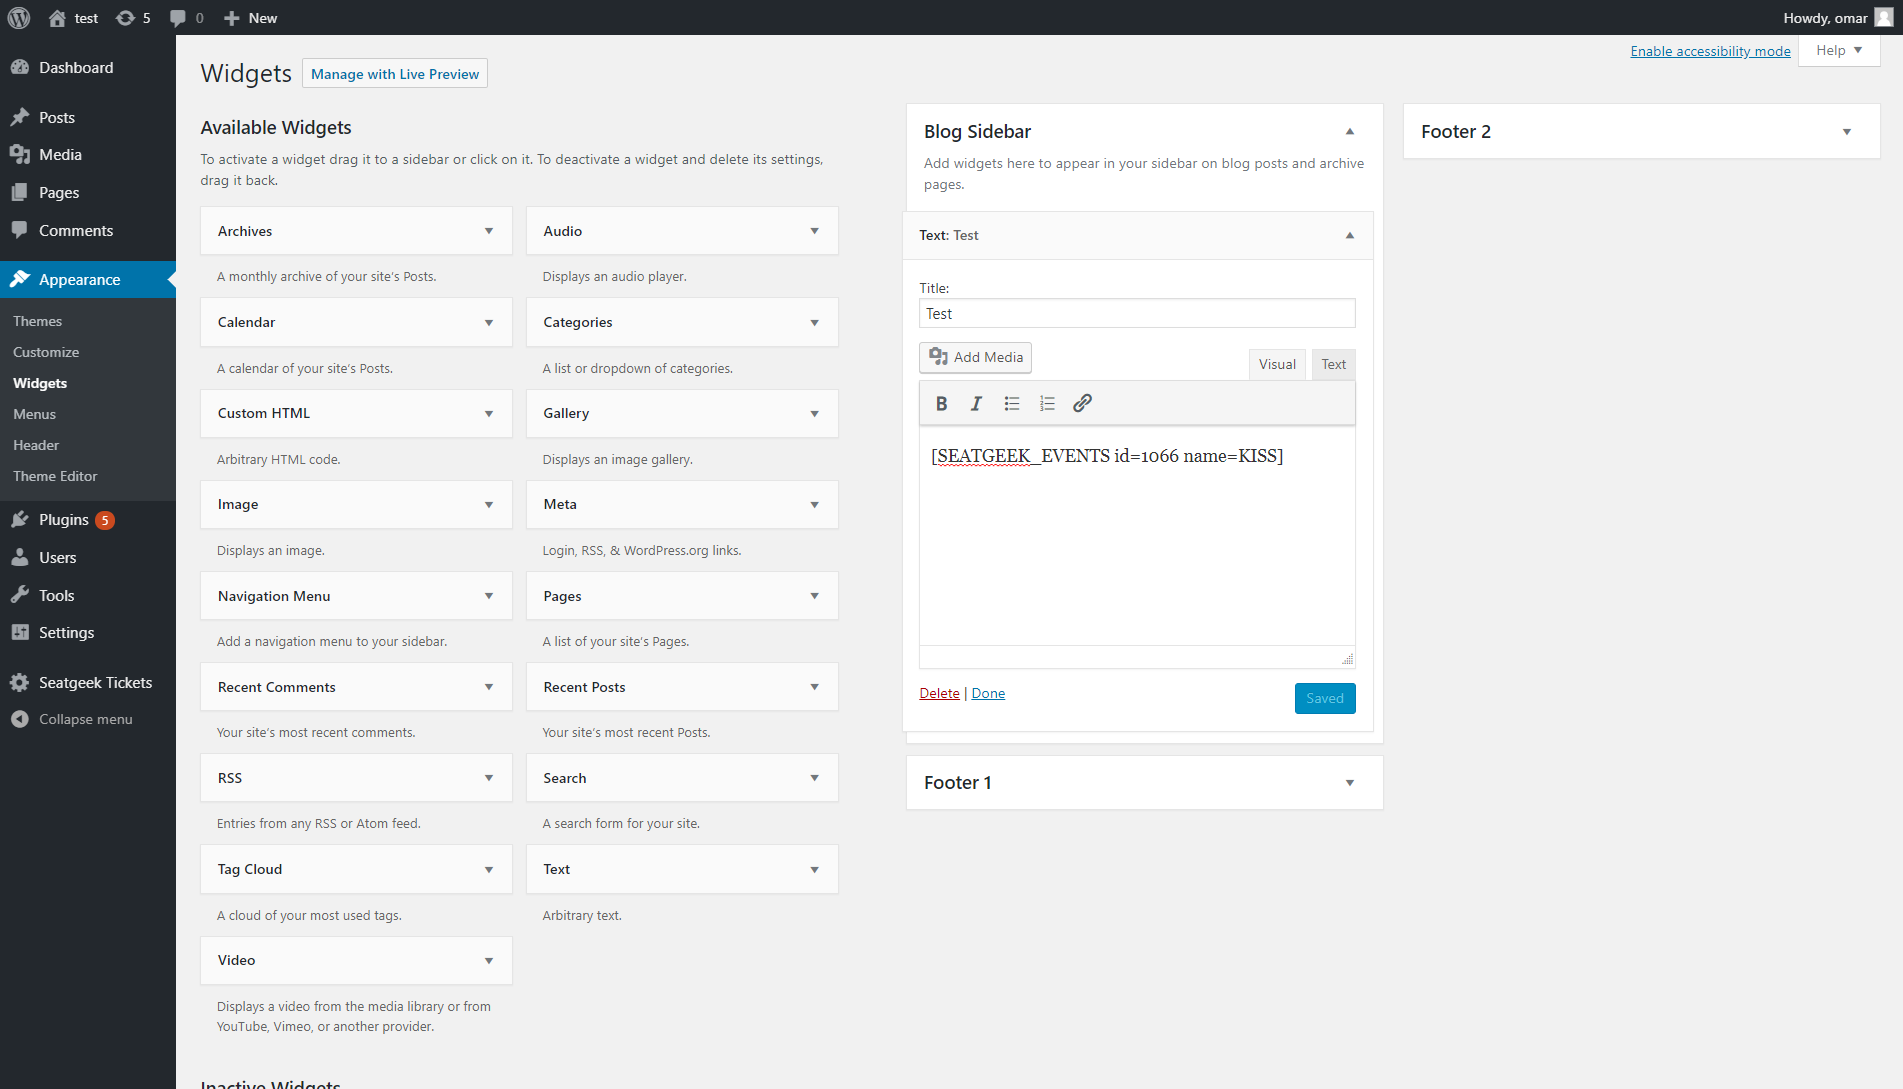 test 5 0 New
Howdy, omar
Enable accessibility mode
Help
Dashboard
Posts
Media
Pages
Comments
Appearance
Themes
Customize
Widgets
Menus
Header
Theme Editor
Plugins 5
Users
Tools
Settings
Seatgeek Tickets
Collapse menu
Widgets
Manage with Live Preview
Available Widgets
To activate a widget drag it to a sidebar or click on it. To deactivate a widget and delete its settings,
drag it back.
Archives
A monthly archive of your site's Posts.
Audio
Displays an audio player.
Calendar
A calendar of your site's Posts.
Categories
A list or dropdown of categories.
Custom HTML
Arbitrary HTML code.
Gallery
Displays an image gallery.
Image
Displays an image.
Meta
Login, RSS, & WordPress.org links.
Navigation Menu
Add a navigation menu to your sidebar.
Pages
A list of your site's Pages.
Recent Comments
Your site's most recent comments.
Recent Posts
Your site's most recent Posts.
RSS
Entries from any RSS or Atom feed.
Search
A search form for your site.
Tag Cloud
A cloud of your most used tags.
Text
Arbitrary text.
Video
Displays a video from the media library or from
YouTube, Vimeo, or another provider.
Inactive Widgets
Blog Sidebar
Add widgets here to appear in your sidebar on blog posts and archive
pages.
Text: Test
Title:
Test
Add Media
Visual
Text
B I
[SEATGEEK_EVENTS id=1066 name=KISS]
Delete | Done
Saved
Footer 1
Footer 2